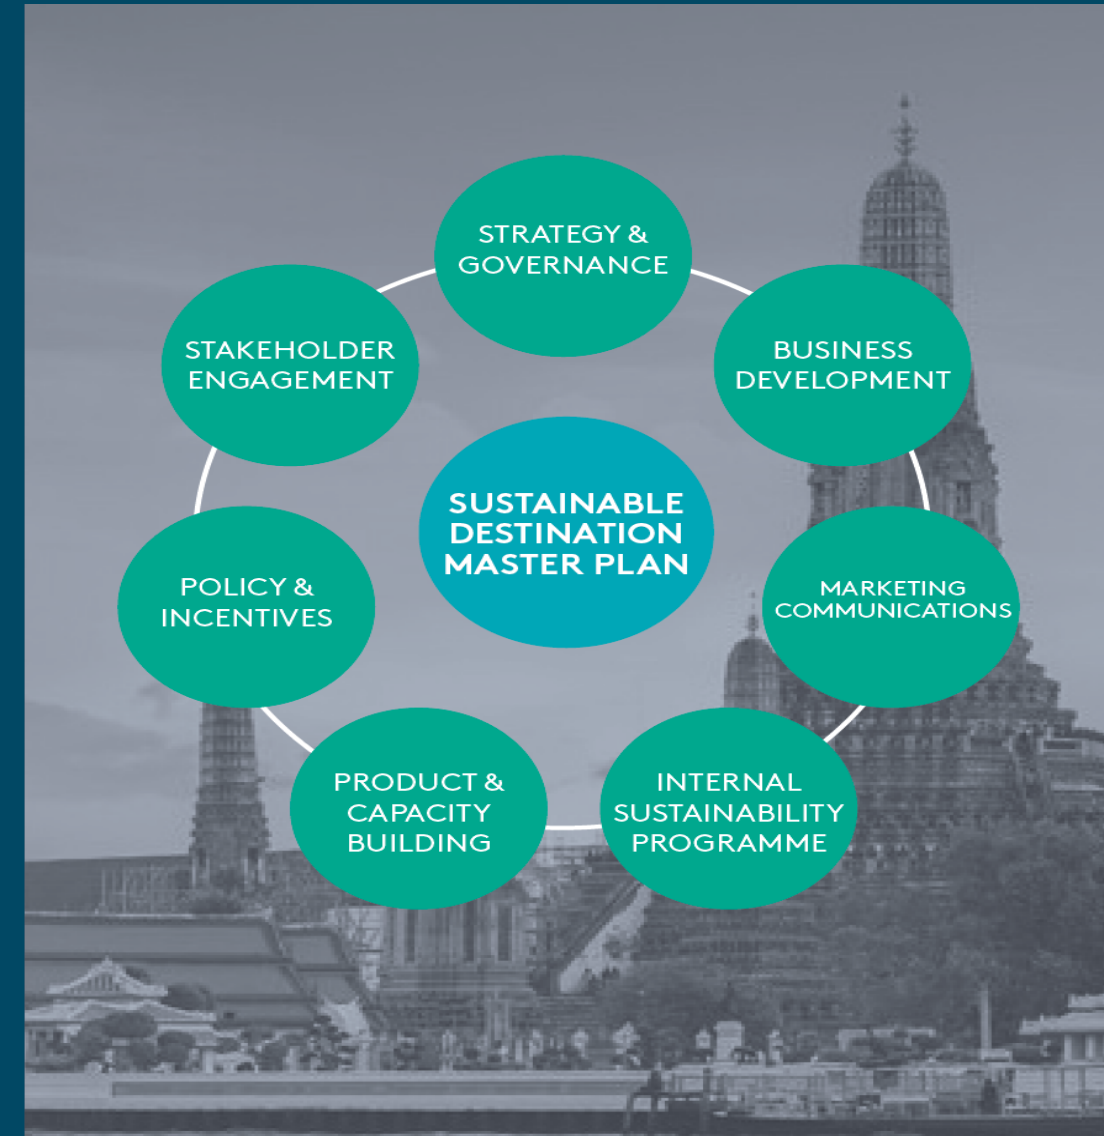 STRATEGY &
GOVERNANCE
BUSINESS
DEVELOPMENT
MARKETING
COMMUNICATIONS
INTERNAL
SUSTAINABILITY
PROGRAMME
PRODUCT &
CAPACITY
BUILDING
POLICY &
INCENTIVES
STAKEHOLDER
ENGAGEMENT
SUSTAINABLE
DESTINATION
MASTER PLAN